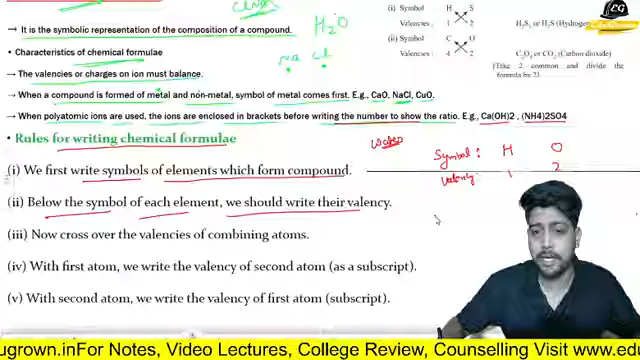 H₂O
→ It is the symbolic representation of the composition of a compound.
• Characteristics of chemical formulae
Na Cl
→ The valencies or charges on ion must balance.
→ When a compound is formed of metal and non-metal, symbol of metal comes first. E.g., CaO, NaCl, CuO.
→ When polyatomic ions are used, the ions are enclosed in brackets before writing the number to show the ratio. E.g., Ca(OH)2 , (NH4)2SO4
• Rules for writing chemical formulae
(i) We first write symbols of elements which form compound.
(ii) Below the symbol of each element, we should write their valency.
(iii) Now cross over the valencies of combining atoms.
(iv) With first atom, we write the valency of second atom (as a subscript).
(v) With second atom, we write the valency of first atom (subscript).
(i) Symbol H S
Valencies : 1 2
H₂S₁ or H₂S (Hydrogen
(ii) Symbol C O
Valencies : 4 2
C₂O₄ or CO₂ (Carbon dioxide)
(Take 2 common and divide the
formula by 2).
CG
Water
Symbol : H O
Valency : 1 2
ugrown.inFor Notes, Video Lectures, College Review, Counselling Visit www.edu